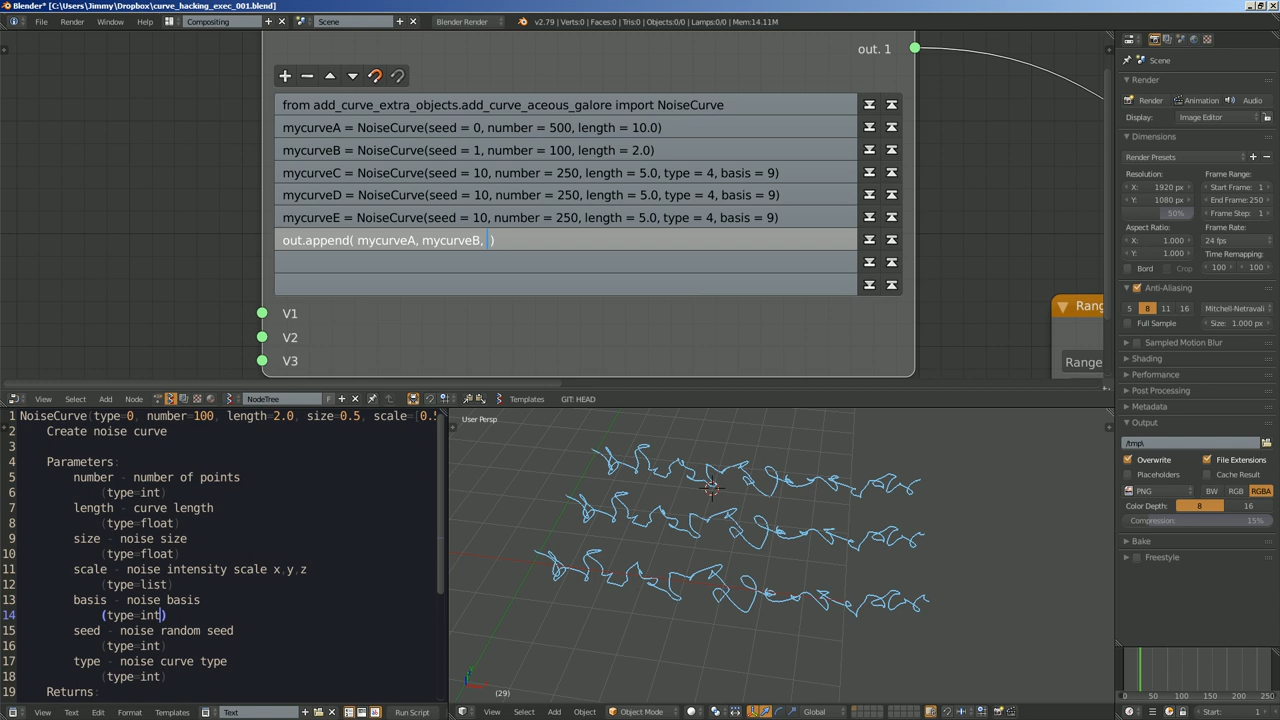 Blender* [C:\Users\Jimmy\Dropbox\curve_hacking_exec_001.blend]
File Render Window Help Compositing Scene Blender Render v2.79 | Verts:0 | Faces:0 | Tris:0 | Objects:0/0 | Lamps:0/0 | Mem:14.11M
out. 1
from add_curve_extra_objects.add_curve_aceous_galore import NoiseCurve
mycurveA = NoiseCurve(seed = 0, number = 500, length = 10.0)
mycurveB = NoiseCurve(seed = 1, number = 100, length = 2.0)
mycurveC = NoiseCurve(seed = 10, number = 250, length = 5.0, type = 4, basis = 9)
mycurveD = NoiseCurve(seed = 10, number = 250, length = 5.0, type = 4, basis = 9)
mycurveE = NoiseCurve(seed = 10, number = 250, length = 5.0, type = 4, basis = 9)
out.append( mycurveA, mycurveB, )
V1
V2
V3
Rang
Range
View Select Add Node NodeTree F Templates GIT: HEAD
1 NoiseCurve(type=0, number=100, length=2.0, size=0.5, scale=[0.5
2 Create noise curve
3
4 Parameters:
5 number - number of points
6 (type=int)
7 length - curve length
8 (type=float)
9 size - noise size
10 (type=float)
11 scale - noise intensity scale x,y,z
12 (type=list)
13 basis - noise basis
14 (type=int)
15 seed - noise random seed
16 (type=int)
17 type - noise curve type
18 (type=int)
19 Returns:
View Text Edit Format Templates Text Run Script
User Persp
(29)
View Select Add Object Object Mode Global
Scene
Render
Render Animation Audio
Display: Image Editor
Dimensions
Render Presets
Resolution: Frame Range:
X: 1920 px Start Frame: 1
Y: 1080 px End Frame: 250
50% Frame Step: 1
Aspect Ratio: Frame Rate:
X: 1.000 24 fps
Y: 1.000 Time Remapping:
Bord Crop 100 100
Anti-Aliasing
5 8 11 16 Mitchell-Netravali
Full Sample Size: 1.000 px
Sampled Motion Blur
Shading
Performance
Post Processing
Metadata
Output
/tmp\
Overwrite File Extensions
Placeholders Cache Result
PNG BW RGB RGBA
Color Depth: 8 16
Compression: 15%
Bake
Freestyle
0 50 100 150 200 250
View Start: 1